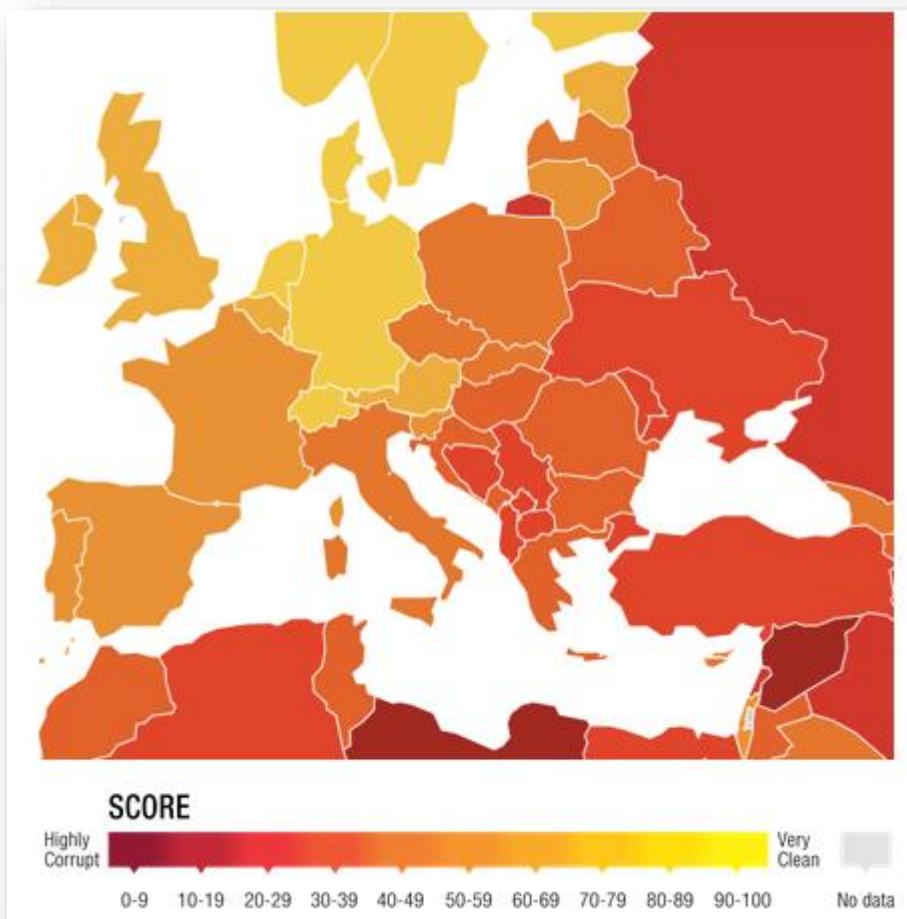 SCORE
Highly
Corrupt
Very
Clean
0-9 10-19 20-29 30-39 40-49 50-59 60-69 70-79 80-89 90-100 No data